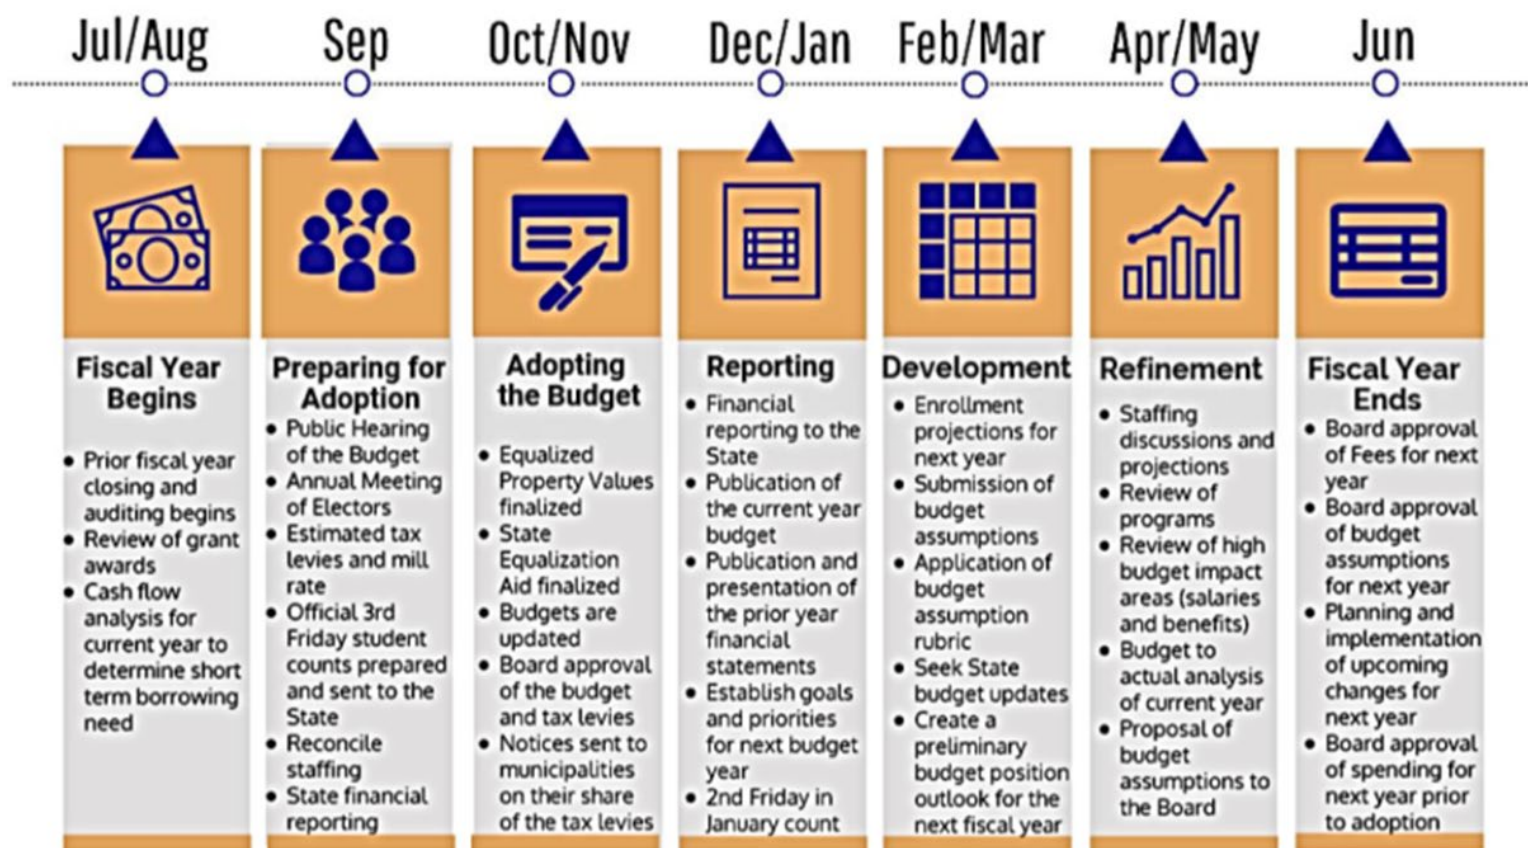 Jul/Aug
Sep
Oct/Nov
Dec/Jan
Feb/Mar
Apr/May
Jun
Fiscal Year
Begins
• Prior fiscal year
closing and
auditing begins
• Review of grant
awards
• Cash flow
analysis for
current year to
determine short
term borrowing
need
Preparing for
Adoption
• Public Hearing
of the Budget
• Annual Meeting
of Electors
• Estimated tax
levies and mill
rate
• Official 3rd
Friday student
counts prepared
and sent to the
State
• Reconcile
staffing
• State financial
reporting
Adopting
the Budget
• Equalized
Property Values
finalized
• State
Equalization
Aid finalized
• Budgets are
updated
• Board approval
of the budget
and tax levies
• Notices sent to
municipalities
on their share
of the tax levies
Reporting
• Financial
reporting to the
State
• Publication of
the current year
budget
• Publication and
presentation of
the prior year
financial
statements
• Establish goals
and priorities
for next budget
year
• 2nd Friday in
January count
Development
• Enrollment
projections for
next year
• Submission of
budget
assumptions
• Application of
budget
assumption
rubric
• Seek State
budget updates
• Create a
preliminary
budget position
outlook for the
next fiscal year
Refinement
• Staffing
discussions and
projections
• Review of
programs
• Review of high
budget impact
areas (salaries
and benefits)
• Budget to
actual analysis
of current year
• Proposal of
budget
assumptions to
the Board
Fiscal Year
Ends
• Board approval
of Fees for next
year
• Board approval
of budget
assumptions
for next year
• Planning and
implementation
of upcoming
changes for
next year
• Board approval
of spending for
next year prior
to adoption